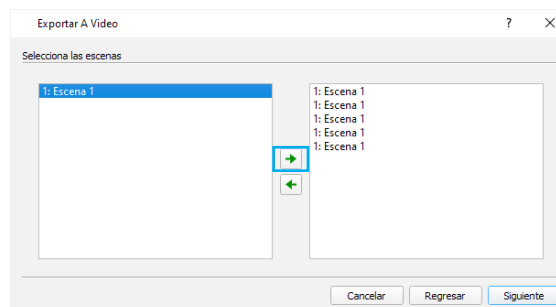 Exportar A Video
Selecciona las escenas
1: Escena 1
1: Escena 1
1: Escena 1
1: Escena 1
1: Escena 1
1: Escena 1
Cancelar
Regresar
Siguiente